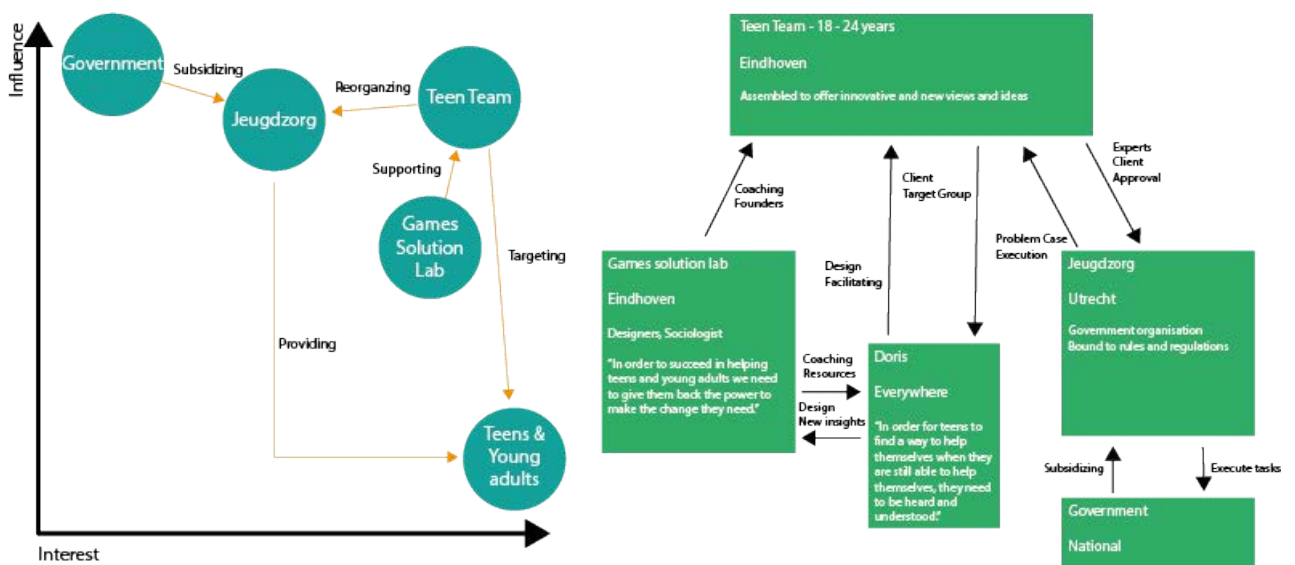 Influence
Government
Subsidizing
Jeugdzorg
Reorganzing
Teen Team
Supporting
Games
Solution
Lab
Targeting
Providing
Teens &
Young
adults
Interest
Teen Team - 18 - 24 years
Eindhoven
Assembled to offer innovative and new views and ideas
Coaching
Founders
Client
Target Group
Experts
Client
Approval
Design
Facilitating
Problem Case
Execution
Games solution lab
Eindhoven
Designers, Sociologist
"In order to succeed in helping
teens and young adults we need
to give them back the power to
make the change they need."
Coaching
Resources
Design
New insights
Doris
Everywhere
"In order for teens to
find a way to help
themselves when they
are still able to help
themselves, they need
to be heard and
understood."
Jeugdzorg
Utrecht
Government organisation
Bound to rules and regulations
Subsidizing
Execute tasks
Government
National